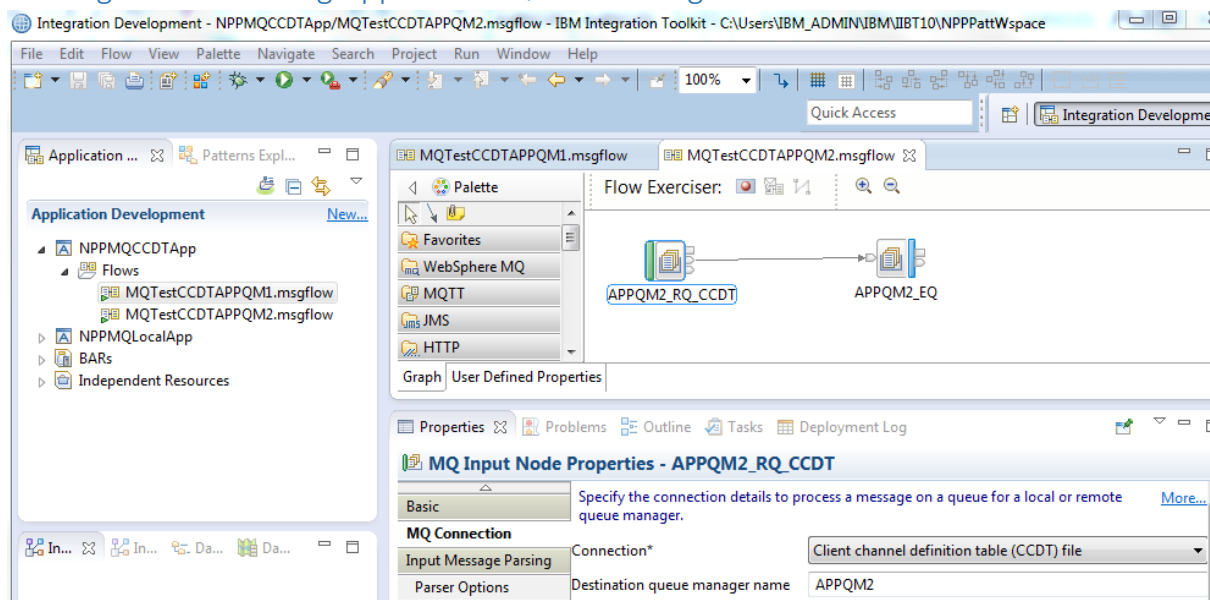 Integration Development - NPPMQCCDTApp/MQTestCCDTAPPQM2.msgflow - IBM Integration Toolkit - C:\Users\IBM_ADMIN\IBM\IIBT10\NPPPattWspace
File Edit Flow View Palette Navigate Search Project Run Window Help
100%
Quick Access
Integration Developme
Application ... Patterns Expl...
MQTestCCDTAPPQM1.msgflow MQTestCCDTAPPQM2.msgflow
Palette
Flow Exerciser:
Application Development New...
NPPMQCCDTApp
Flows
MQTestCCDTAPPQM1.msgflow
MQTestCCDTAPPQM2.msgflow
NPPMQLocalApp
BARs
Independent Resources
Favorites
WebSphere MQ
MQTT
JMS
HTTP
APPQM2_RQ_CCDT
APPQM2_EQ
Graph User Defined Properties
Properties Problems Outline Tasks Deployment Log
MQ Input Node Properties - APPQM2_RQ_CCDT
Basic
MQ Connection
Input Message Parsing
Parser Options
Specify the connection details to process a message on a queue for a local or remote
queue manager.
More...
Connection* Client channel definition table (CCDT) file
Destination queue manager name APPQM2
In... In... Da... Da...